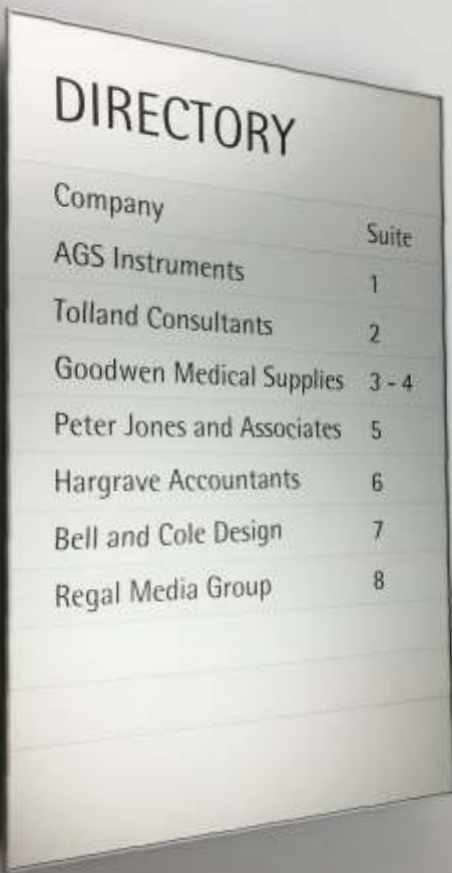 DIRECTORY
Company Suite
AGS Instruments 1
Tolland Consultants 2
Goodwen Medical Supplies 3 - 4
Peter Jones and Associates 5
Hargrave Accountants 6
Bell and Cole Design 7
Regal Media Group 8